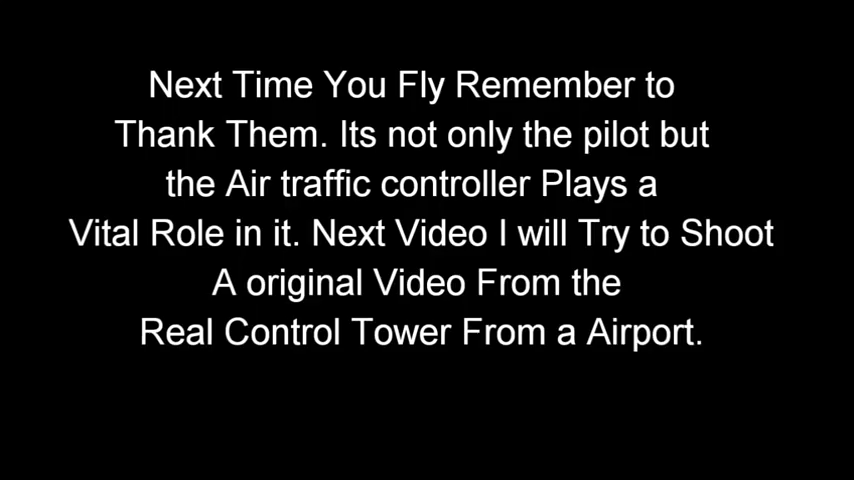 Next Time You Fly Remember to
Thank Them. Its not only the pilot but
the Air traffic controller Plays a
Vital Role in it. Next Video I will Try to Shoot
A original Video From the
Real Control Tower From a Airport.